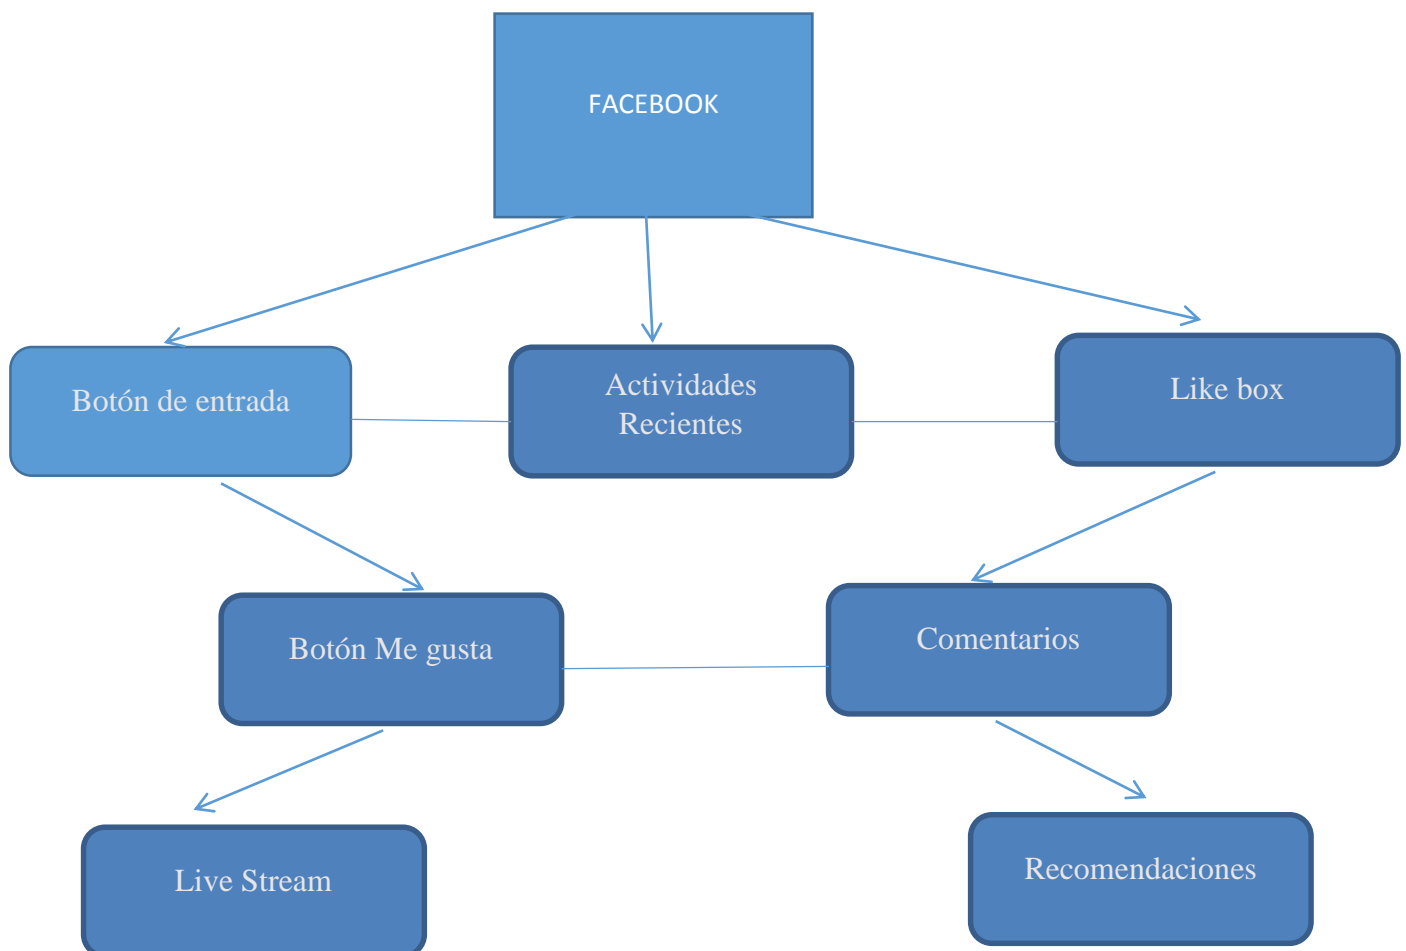 FACEBOOK
Botón de entrada
Actividades
Recientes
Like box
Botón Me gusta
Comentarios
Live Stream
Recomendaciones